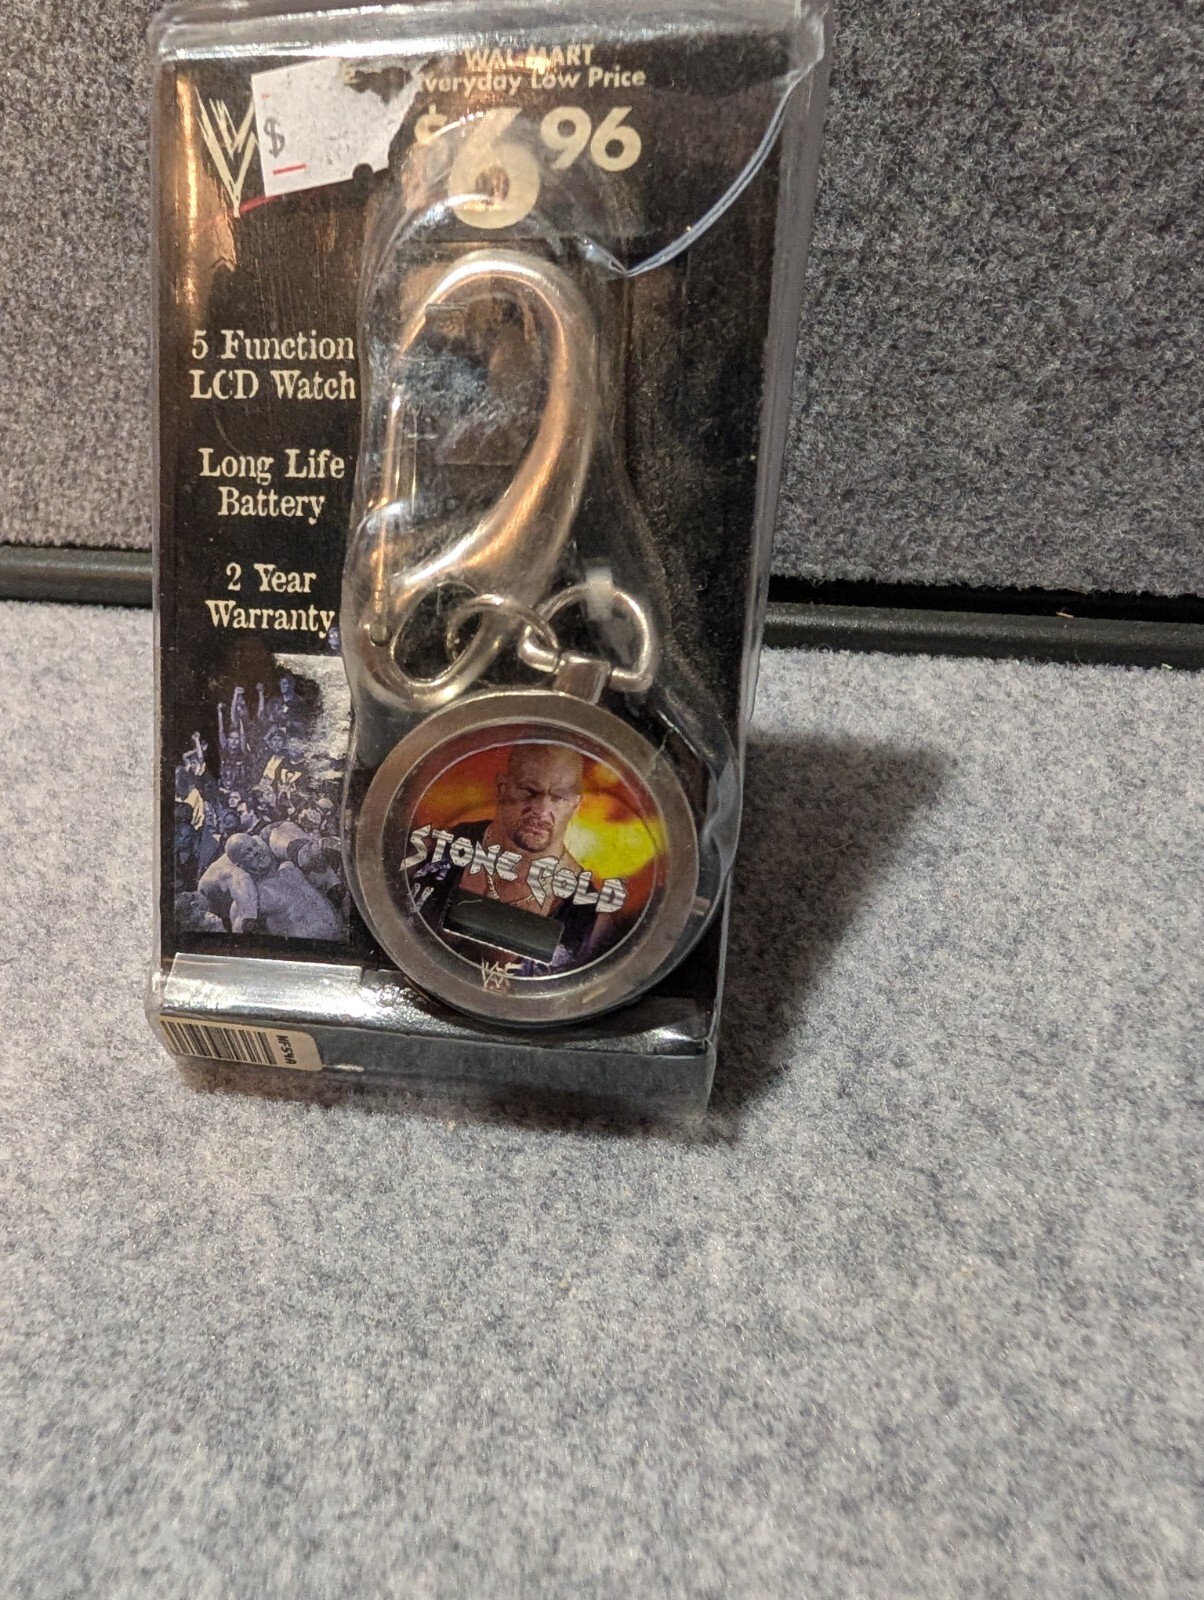 WAL-MART
Everyday Low Price
$6.96
$
5 Function
LCD Watch
Long Life
Battery
2 Year
Warranty
STONE COLD
NF59A